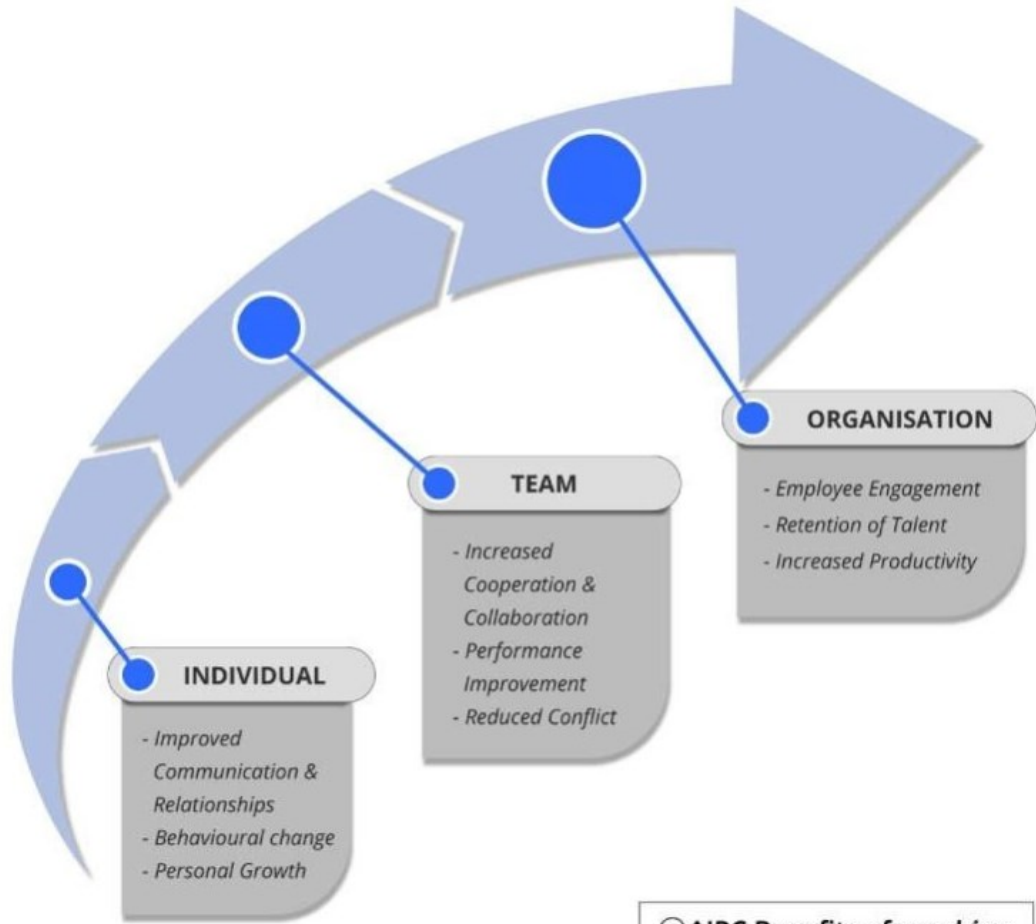 INDIVIDUAL
- Improved
Communication &
Relationships
- Behavioural change
- Personal Growth
TEAM
- Increased
Cooperation &
Collaboration
- Performance
Improvement
- Reduced Conflict
ORGANISATION
- Employee Engagement
- Retention of Talent
- Increased Productivity